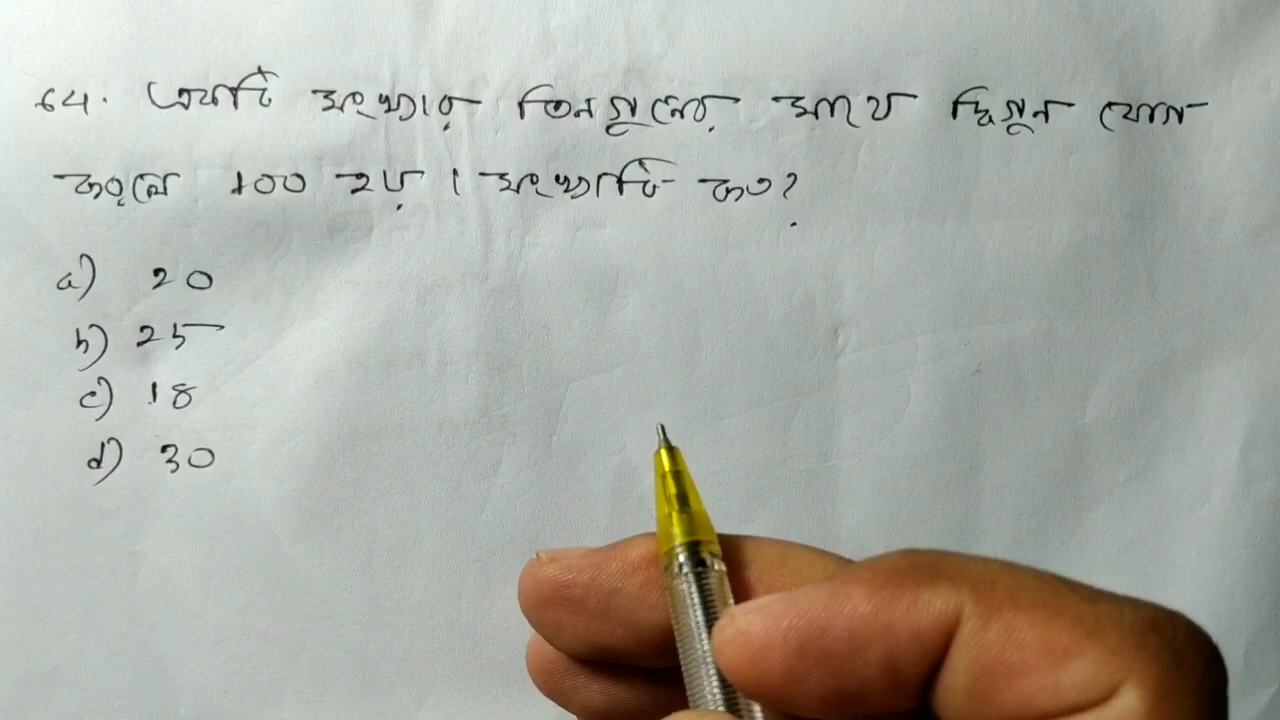 64. একটি সংখ্যার তিনগুনের সাথে দ্বিগুন যোগ
করলে 100 হয়। সংখ্যাটি কত?
a) 20
b) 25
c) 18
d) 30